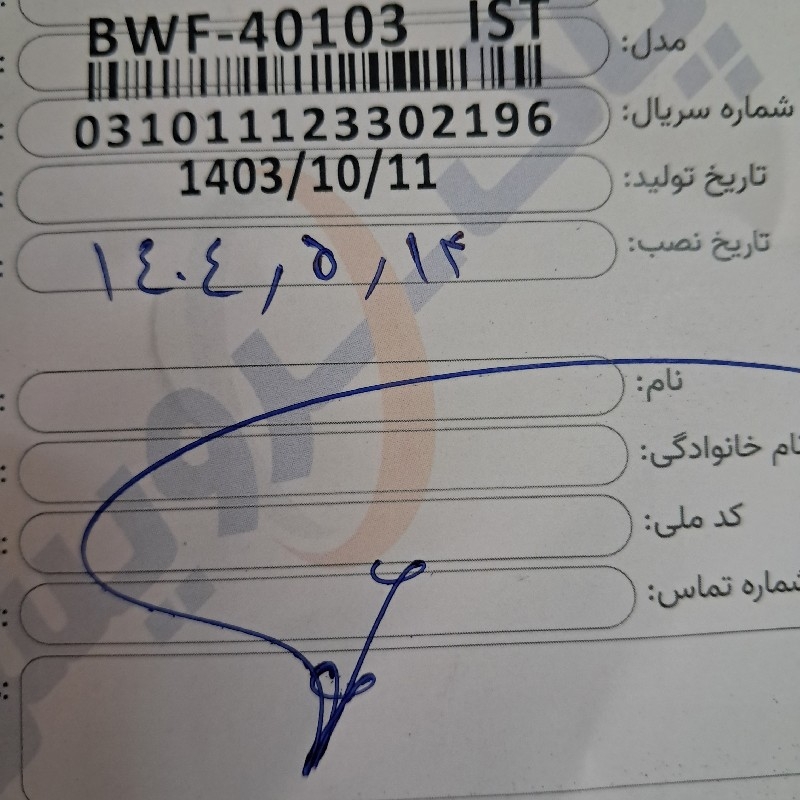 مدل: BWF-40103 IST
شماره سریال: 031011123302196
تاریخ تولید: 1403/10/11
تاریخ نصب: ۱٤۰٤٫۵٫۱۴
نام:
نام خانوادگی:
کد ملی:
شماره تماس: